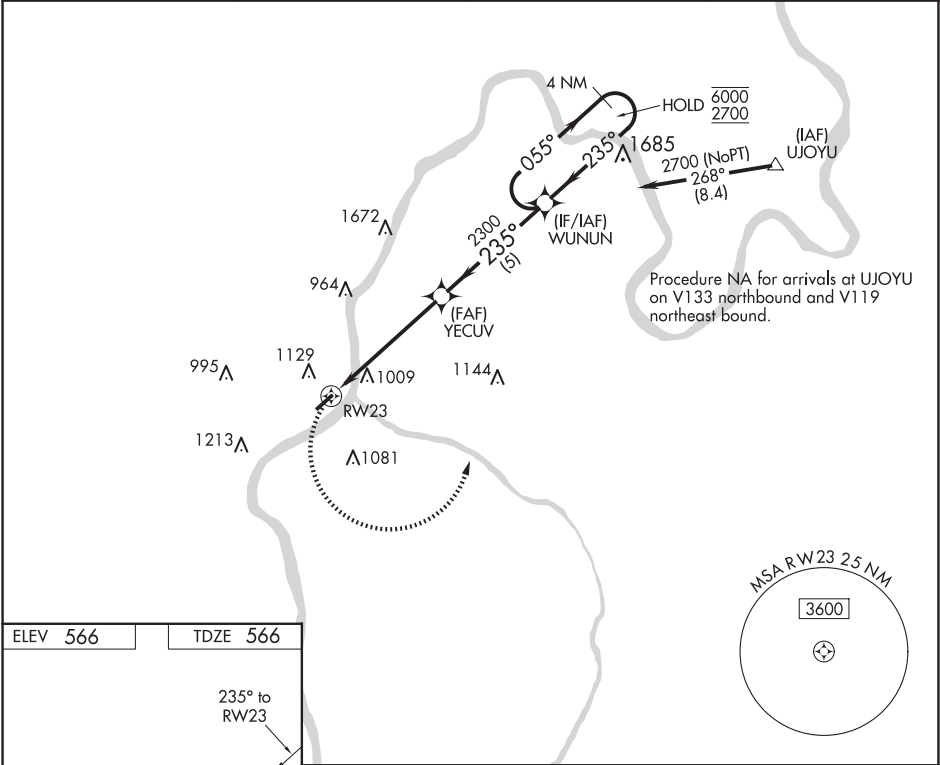 4 NM
HOLD 6000
2700
055°
235°
1685
(IAF)
UJOYU
2700 (NoPT)
268°
(8.4)
1672
2300
235°
(5)
(IF/IAF)
WUNUN
964
(FAF)
YECUV
Procedure NA for arrivals at UJOYU
on V133 northbound and V119
northeast bound.
995
1129
1009
1144
RW23
1213
1081
MSA RW23 25 NM
3600
ELEV 566
TDZE 566
235° to
RW23